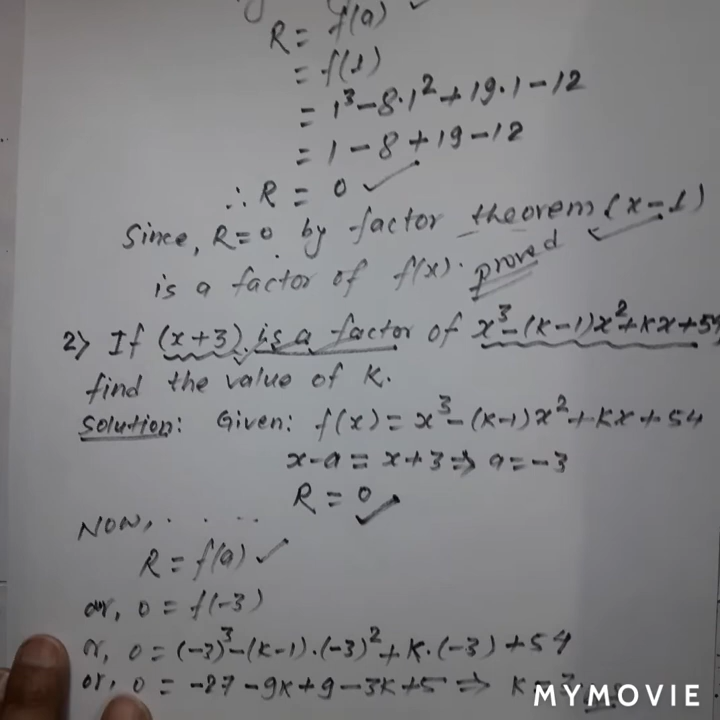 R = f(a)
= f(1)
= 1³ - 8·1² + 19·1 - 12
= 1 - 8 + 19 - 12
∴ R = 0 ✓
Since, R=0 by factor theorem (x-1)
is a factor of f(x). proved
2) If (x+3) is a factor of x³-(k-1)x²+kx+54,
find the value of k.
Solution: Given: f(x) = x³-(k-1)x²+kx+54
x-a = x+3 ⇒ a = -3
R = 0 ✓
Now, . . . .
R = f(a) ✓
or, 0 = f(-3)
or, 0 = (-3)³-(k-1).(-3)²+k.(-3)+54
or, 0 = -27-9k+9-3k+5 ⇒ k =
MYMOVIE